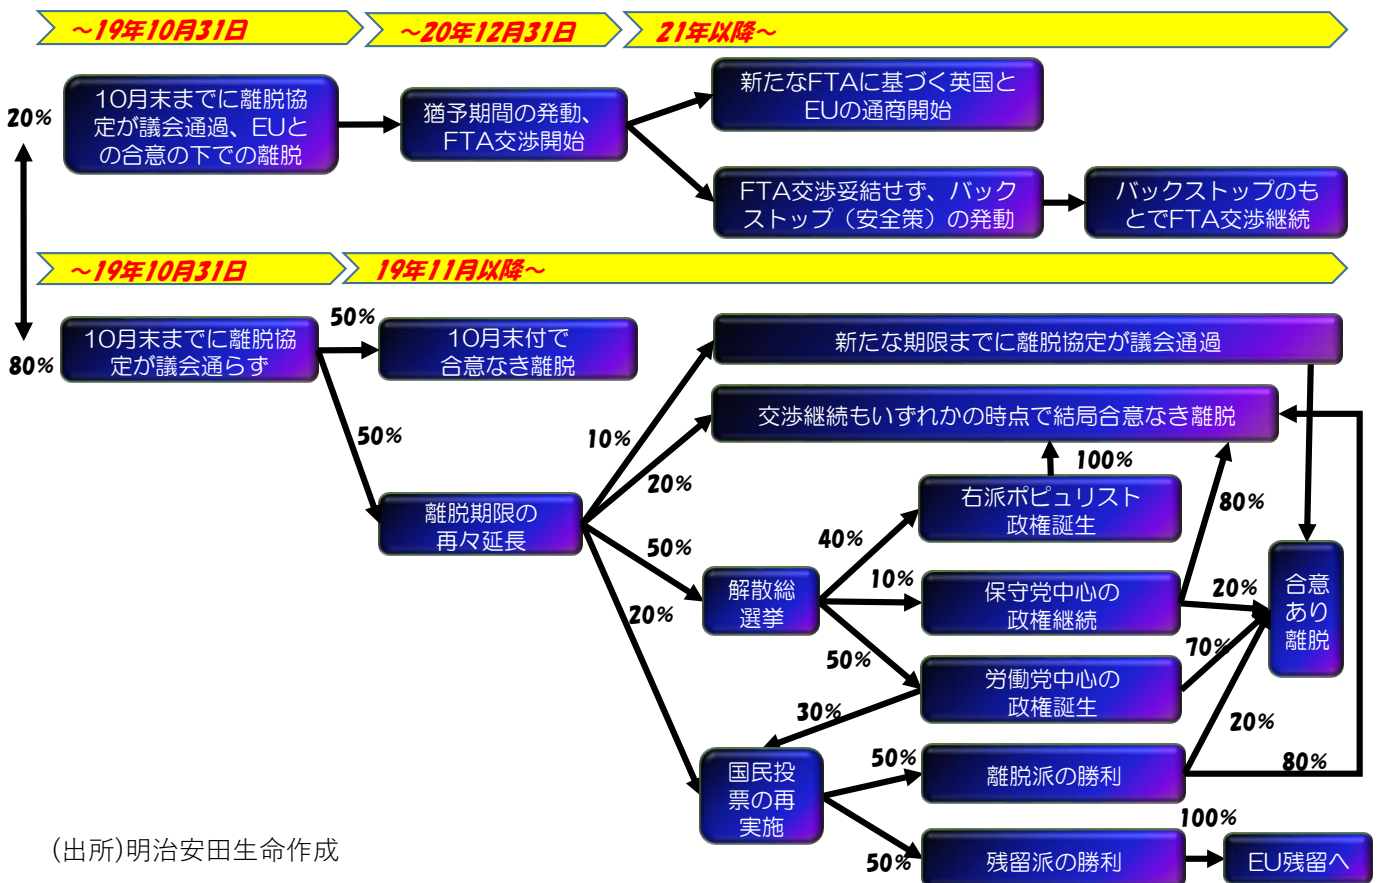 ～19年10月31日
～20年12月31日
21年以降～
20%
10月末までに離脱協
定が議会通過、EUと
の合意の下での離脱
猶予期間の発動、
FTA交渉開始
新たなFTAに基づく英国と
EUの通商開始
FTA交渉妥結せず、バック
ストップ（安全策）の発動
バックストップのも
とでFTA交渉継続
～19年10月31日
19年11月以降～
80%
10月末までに離脱協
定が議会通らず
50%
10月末付で
合意なき離脱
50%
離脱期限の
再々延長
10%
新たな期限までに離脱協定が議会通過
20%
交渉継続もいずれかの時点で結局合意なき離脱
50%
解散総
選挙
20%
40%
右派ポピュリスト
政権誕生
100%
10%
保守党中心の
政権継続
80%
20%
50%
労働党中心の
政権誕生
70%
30%
合意
あり
離脱
国民投
票の再
実施
50%
離脱派の勝利
20%
80%
50%
残留派の勝利
100%
EU残留へ
(出所)明治安田生命作成